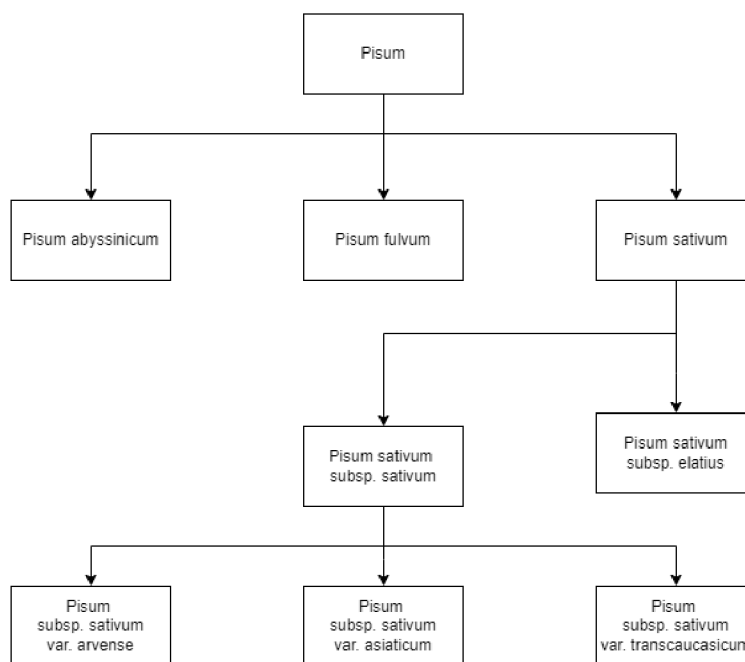 Pisum
Pisum abyssinicum
Pisum fulvum
Pisum sativum
Pisum sativum
subsp. sativum
Pisum sativum
subsp. elatius
Pisum
subsp. sativum
var. arvense
Pisum
subsp. sativum
var. asiaticum
Pisum
subsp. sativum
var. transcaucasicum